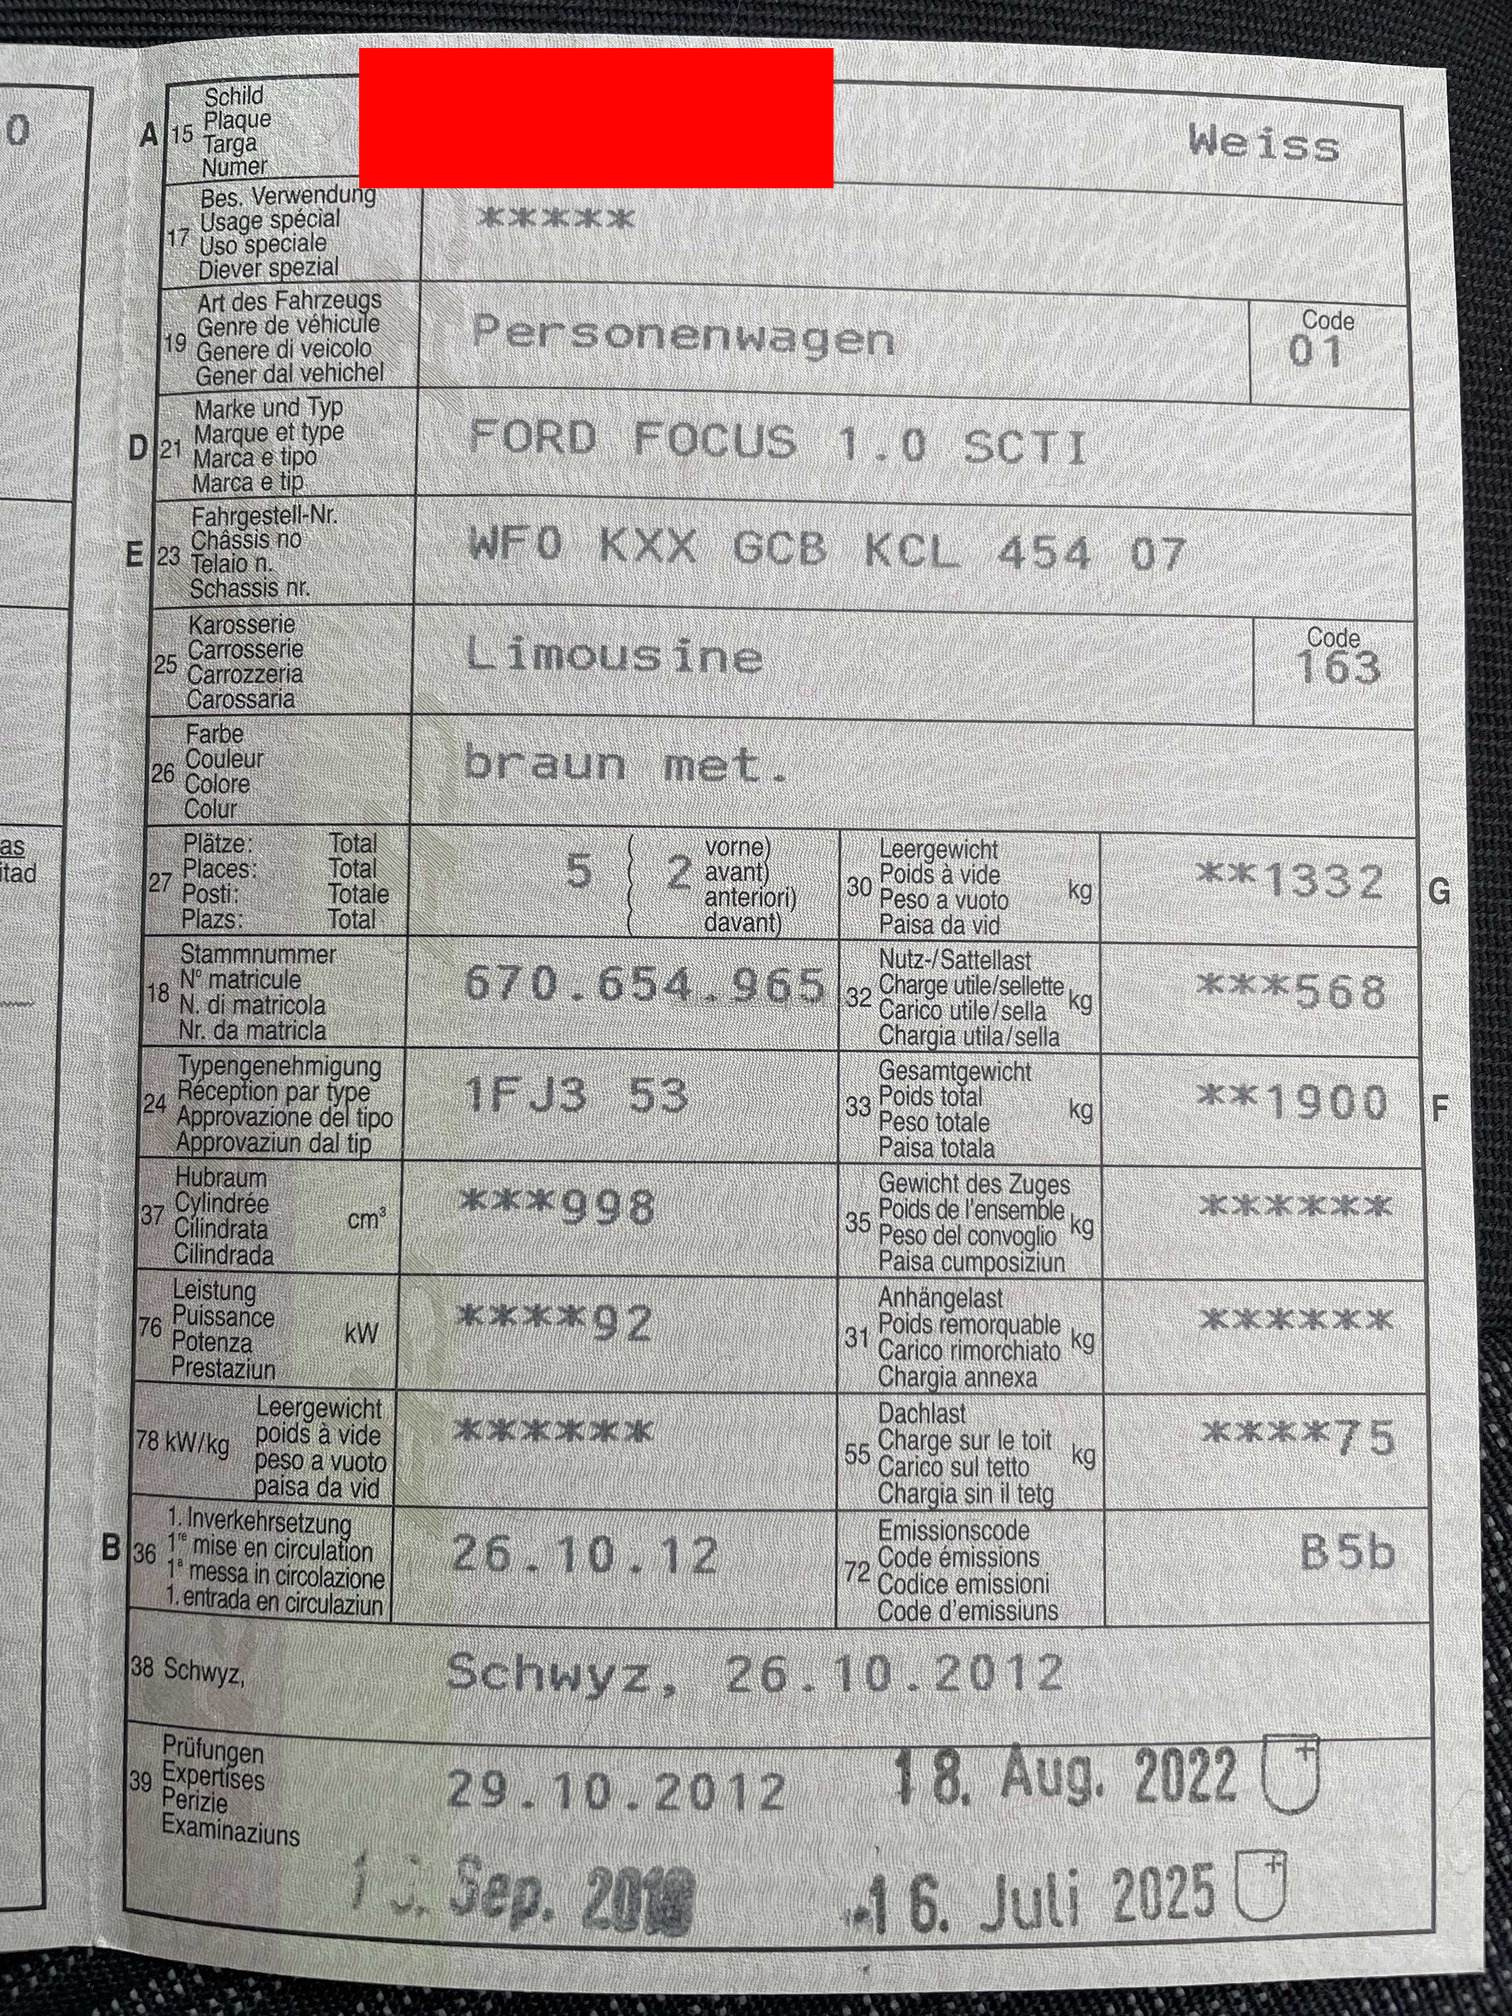 0
A 15 Schild
Plaque
Targa
Numer
Weiss
17 Bes. Verwendung
Usage spécial
Uso speciale
Diever spezial
*****
19 Art des Fahrzeugs
Genre de véhicule
Genere di veicolo
Gener dal vehichel
Personenwagen
Code
01
D 21 Marke und Typ
Marque et type
Marca e tipo
Marca e tip
FORD FOCUS 1.0 SCTI
E 23 Fahrgestell-Nr.
Châssis no
Telaio n.
Schassis nr.
WF0 KXX GCB KCL 454 07
25 Karosserie
Carrosserie
Carrozzeria
Carossaria
Limousine
Code
163
26 Farbe
Couleur
Colore
Colur
braun met.
as
itad
27 Plätze: Total
Places: Total
Posti: Totale
Plazs: Total
5 ( 2 vorne)
( avant)
( anteriori)
( davant)
30 Leergewicht
Poids à vide kg
Peso a vuoto
Paisa da vid
**1332 G
18 Stammnummer
N° matricule
N. di matricola
Nr. da matricla
670.654.965
32 Nutz-/Sattellast
Charge utile/sellette kg
Carico utile/sella
Chargia utila/sella
***568
24 Typengenehmigung
Réception par type
Approvazione del tipo
Approvaziun dal tip
1FJ3 53
33 Gesamtgewicht
Poids total kg
Peso totale
Paisa totala
**1900 F
37 Hubraum
Cylindrée cm³
Cilindrata
Cilindrada
***998
35 Gewicht des Zuges
Poids de l'ensemble kg
Peso del convoglio
Paisa cumposiziun
******
76 Leistung
Puissance kW
Potenza
Prestaziun
****92
31 Anhängelast
Poids remorquable kg
Carico rimorchiato
Chargia annexa
******
78 kW/kg Leergewicht
poids à vide
peso a vuoto
paisa da vid
******
55 Dachlast
Charge sur le toit kg
Carico sul tetto
Chargia sin il tetg
****75
B 36 1. Inverkehrsetzung
1re mise en circulation
1a messa in circolazione
1. entrada en circulaziun
26.10.12
72 Emissionscode
Code émissions
Codice emissioni
Code d'emissiuns
B5b
38 Schwyz,
Schwyz, 26.10.2012
39 Prüfungen
Expertises
Perizie
Examinaziuns
29.10.2012
18. Aug. 2022
Sep.
16. Juli 2025